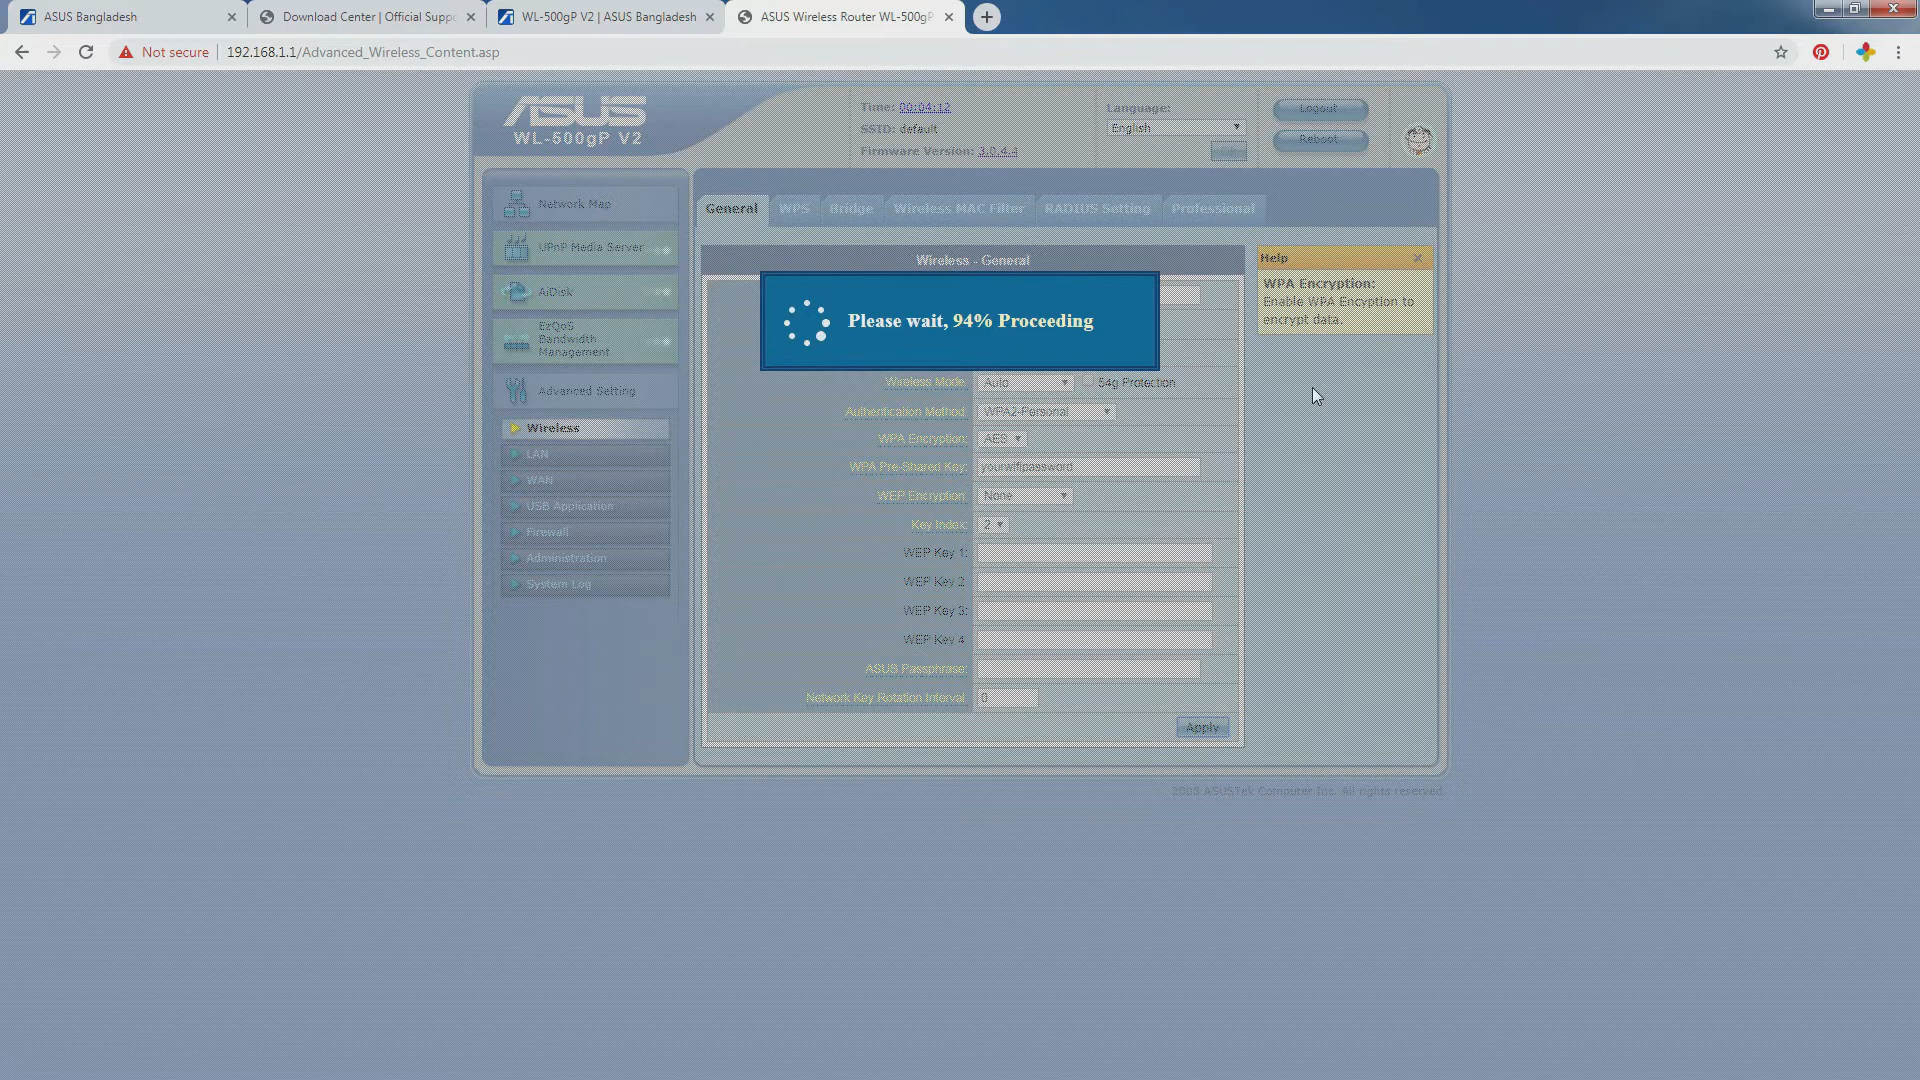 ASUS Bangladesh
Download Center | Official Suppo
WL-500gP V2 | ASUS Bangladesh
ASUS Wireless Router WL-500gP
Not secure
192.168.1.1/Advanced_Wireless_Content.asp
ASUS
WL-500gP V2
Time: 00:04:12
SSID: default
Firmware Version: 3.0.4.4
Language:
English
Logout
Reboot
Network Map
UPnP Media Server
AiDisk
EzQoS
Bandwidth
Management
Advanced Setting
Wireless
LAN
WAN
USB Application
Firewall
Administration
System Log
General
WPS
Bridge
Wireless MAC Filter
RADIUS Setting
Professional
Wireless - General
Please wait, 94% Proceeding
Wireless Mode: Auto 54g Protection
Authentication Method: WPA2-Personal
WPA Encryption: AES
WPA Pre-Shared Key: yourwifipassword
WEP Encryption: None
Key Index: 2
WEP Key 1:
WEP Key 2:
WEP Key 3:
WEP Key 4:
ASUS Passphrase:
Network Key Rotation Interval: 0
Apply
Help
WPA Encryption:
Enable WPA Encyption to
encrypt data.
2008 ASUSTek Computer Inc. All rights reserved.